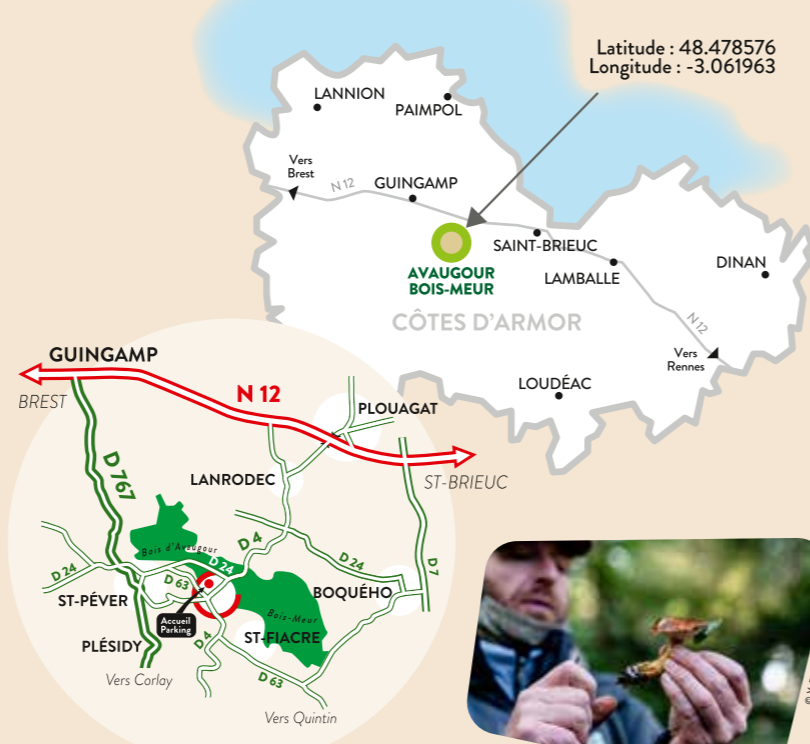 Latitude : 48.478576
Longitude : -3.061963
LANNION
PAIMPOL
Vers
Brest
N 12
GUINGAMP
SAINT-BRIEUC
AVAUGOUR
BOIS-MEUR
LAMBALLE
DINAN
CÔTES D'ARMOR
N 12
Vers
Rennes
LOUDÉAC
GUINGAMP
BREST
N 12
PLOUAGAT
D 767
LANRODEC
ST-BRIEUC
D 4
Bois d'Avaugour
D 24
D 24
D 24
D 7
D 63
BOQUÉHO
ST-PÉVER
Accueil
Parking
Bois-Meur
PLÉSIDY
D 4
ST-FIACRE
Vers Corlay
D 63
Vers Quintin